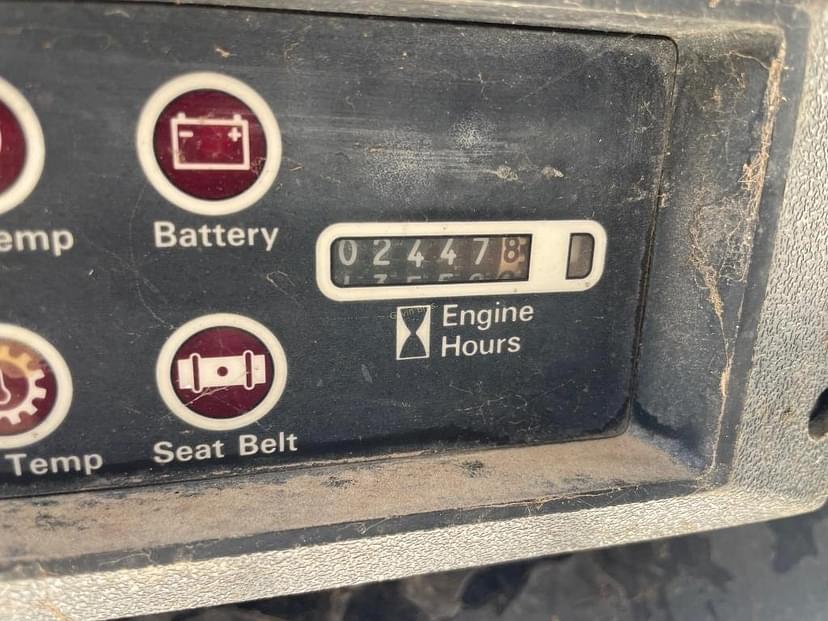 emp
Battery
024478
Engine
Hours
Temp
Seat Belt